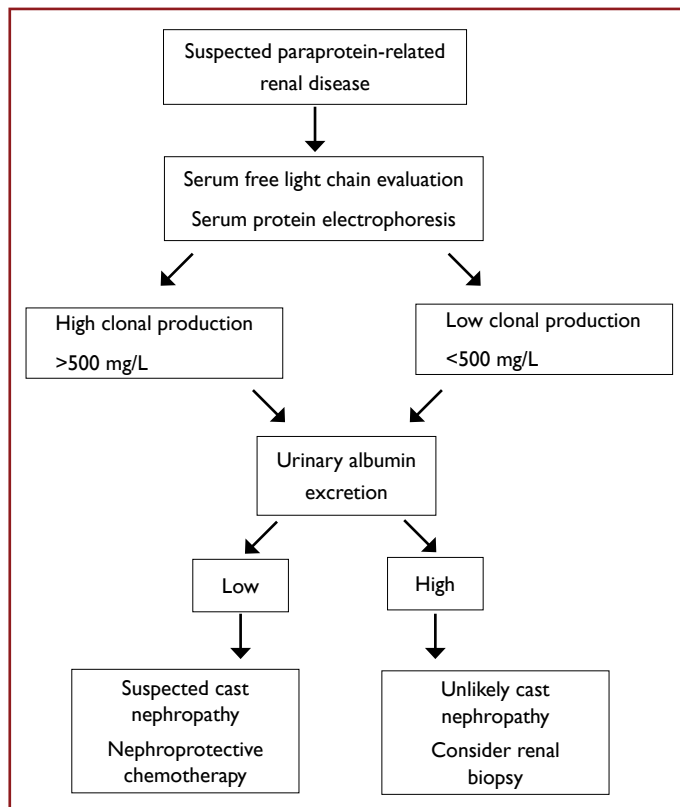 Suspected paraprotein-related
renal disease
Serum free light chain evaluation
Serum protein electrophoresis
High clonal production
>500 mg/L
Low clonal production
<500 mg/L
Urinary albumin
excretion
Low
High
Suspected cast
nephropathy
Nephroprotective
chemotherapy
Unlikely cast
nephropathy
Consider renal
biopsy